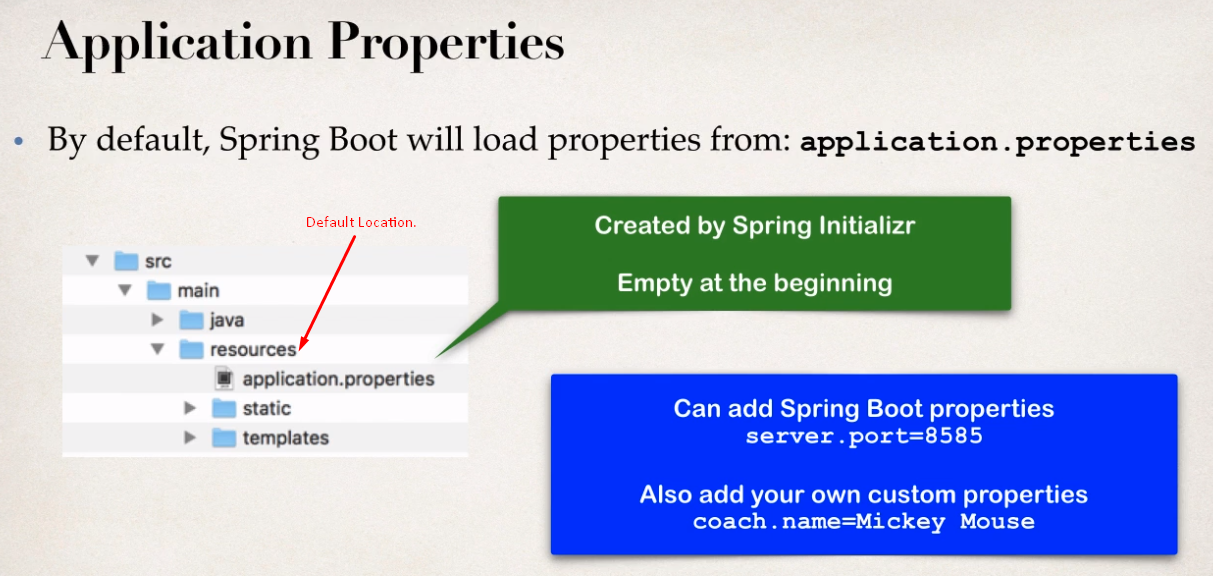 Application Properties
• By default, Spring Boot will load properties from: application.properties
Default Location.
src
main
java
resources
application.properties
static
templates
Created by Spring Initializr
Empty at the beginning
Can add Spring Boot properties
server.port=8585
Also add your own custom properties
coach.name=Mickey Mouse